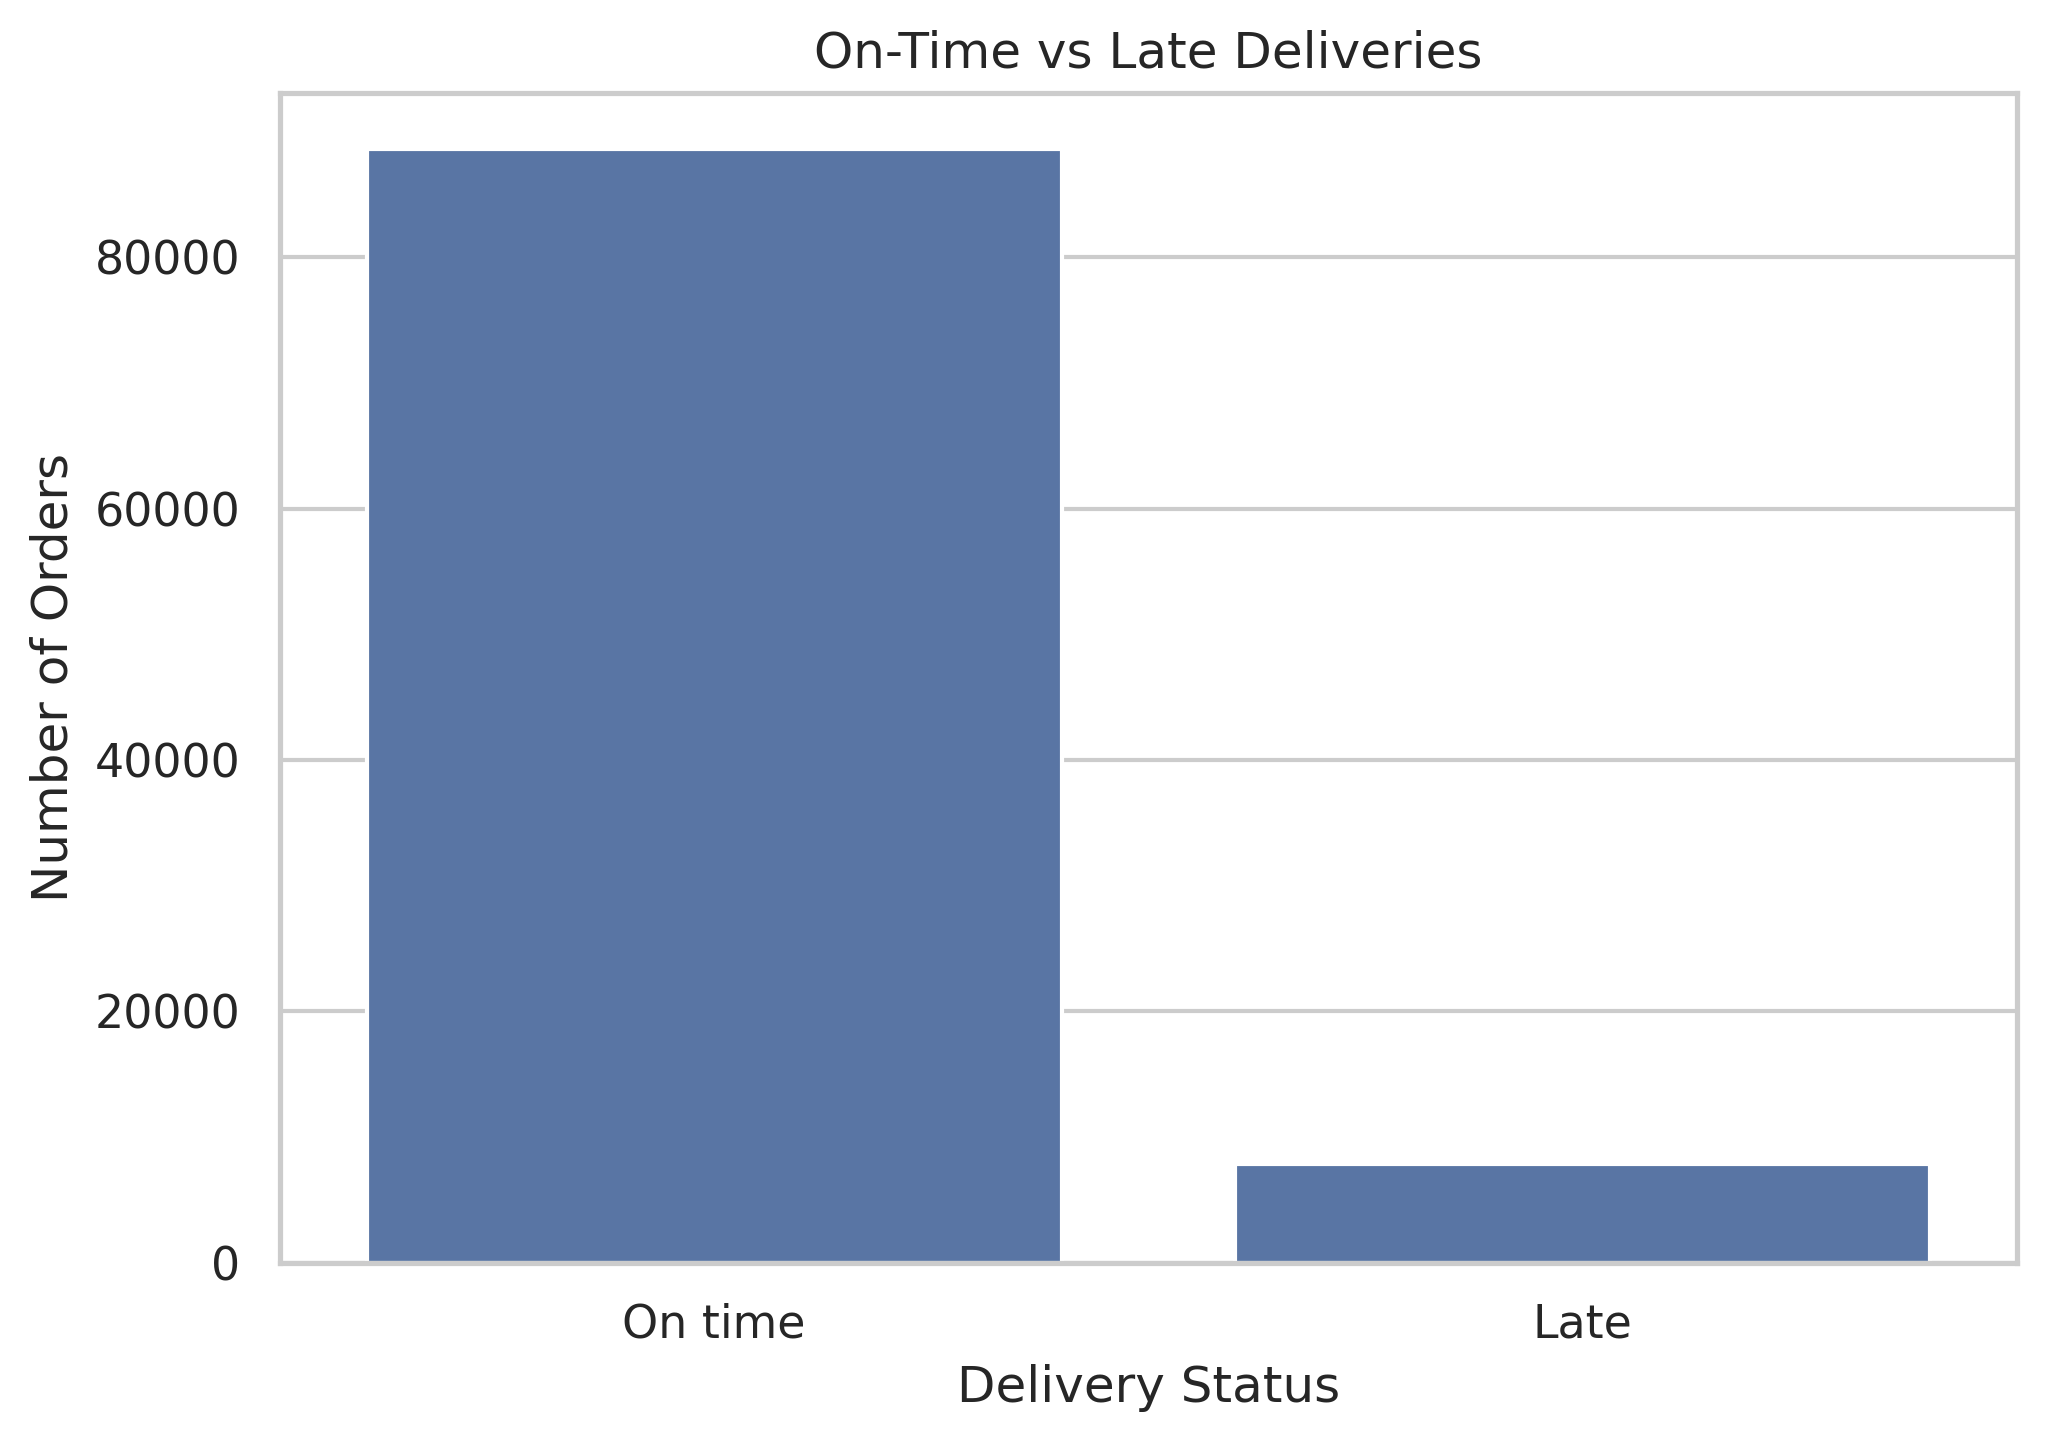 On-Time vs Late Deliveries
Number of Orders
80000
60000
40000
20000
0
On time
Late
Delivery Status